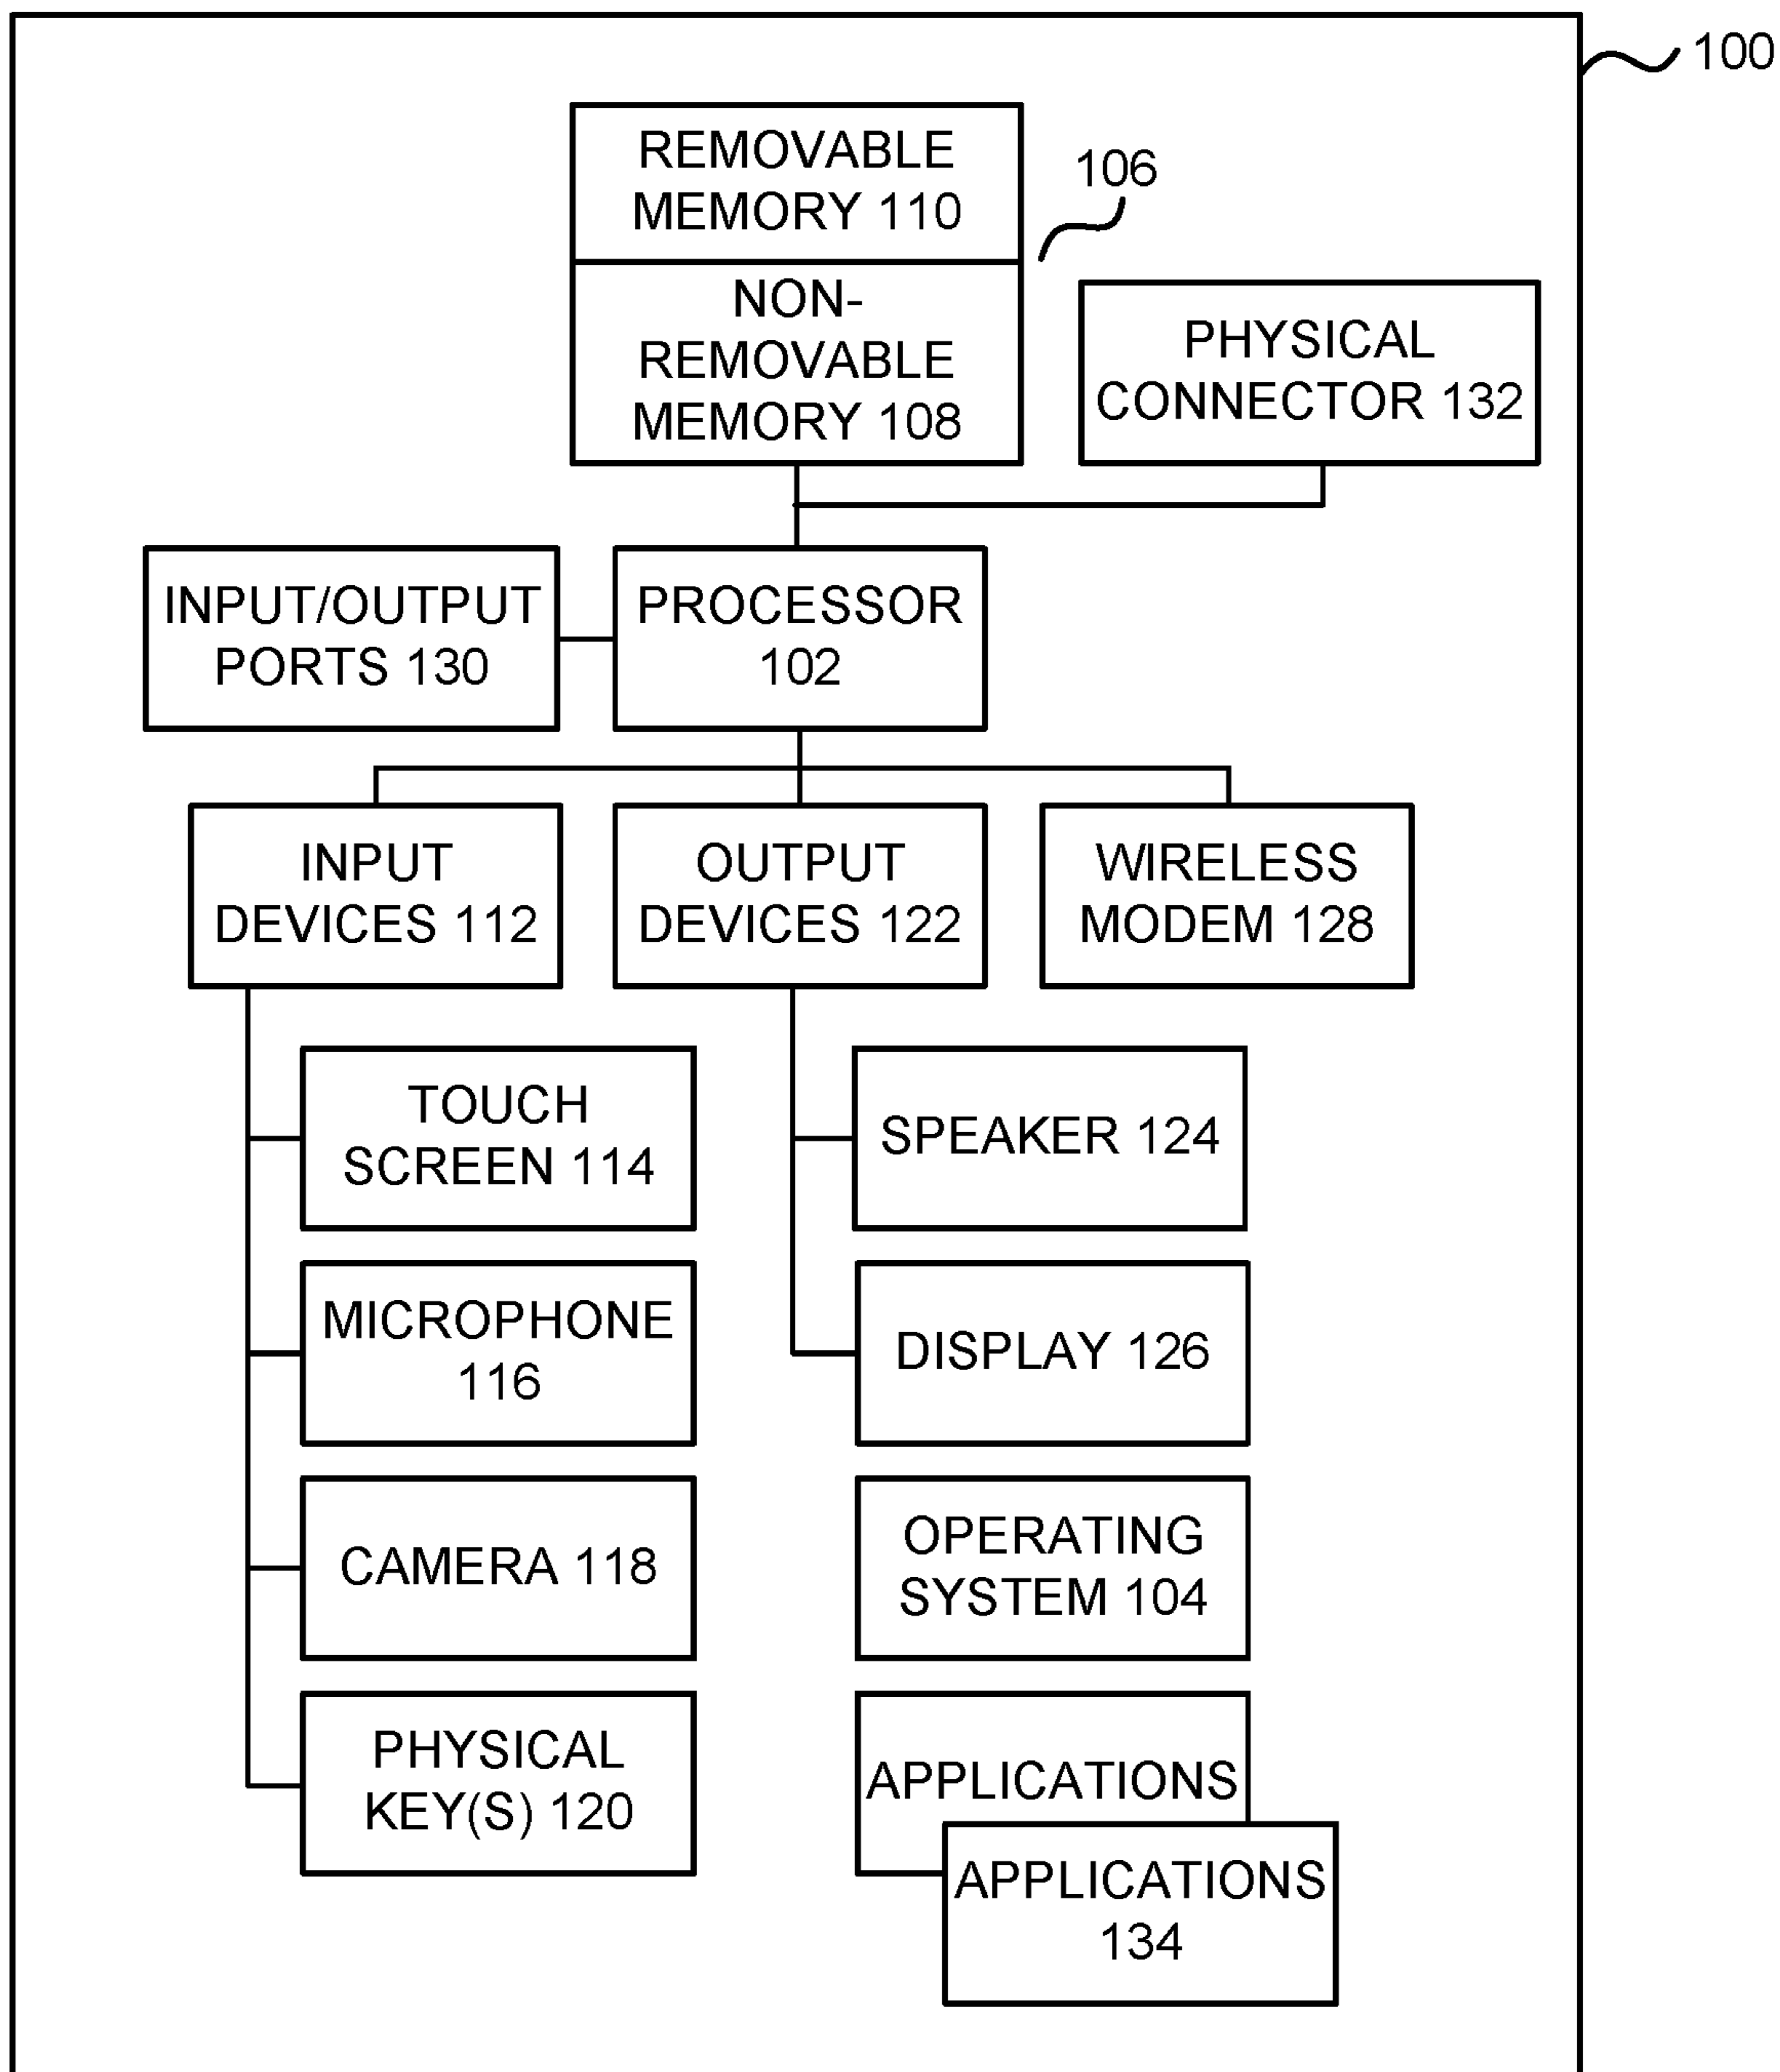 100
REMOVABLE
MEMORY 110
106
NON-
REMOVABLE
MEMORY 108
PHYSICAL
CONNECTOR 132
INPUT/OUTPUT
PORTS 130
PROCESSOR
102
INPUT
DEVICES 112
OUTPUT
DEVICES 122
WIRELESS
MODEM 128
TOUCH
SCREEN 114
SPEAKER 124
MICROPHONE
116
DISPLAY 126
CAMERA 118
OPERATING
SYSTEM 104
PHYSICAL
KEY(S) 120
APPLICATIONS
APPLICATIONS
134